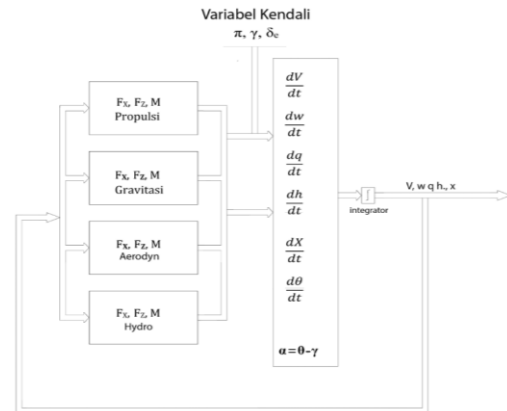 Variabel Kendali
π, γ, δₑ
Fx, Fz, M
Propulsi
Fx, Fz, M
Gravitasi
Fx, Fz, M
Aerodyn
Fx, Fz, M
Hydro
dV
dt
dw
dt
dq
dt
dh
dt
dX
dt
dθ
dt
α=θ-γ
∫
integrator
V, w q h., x